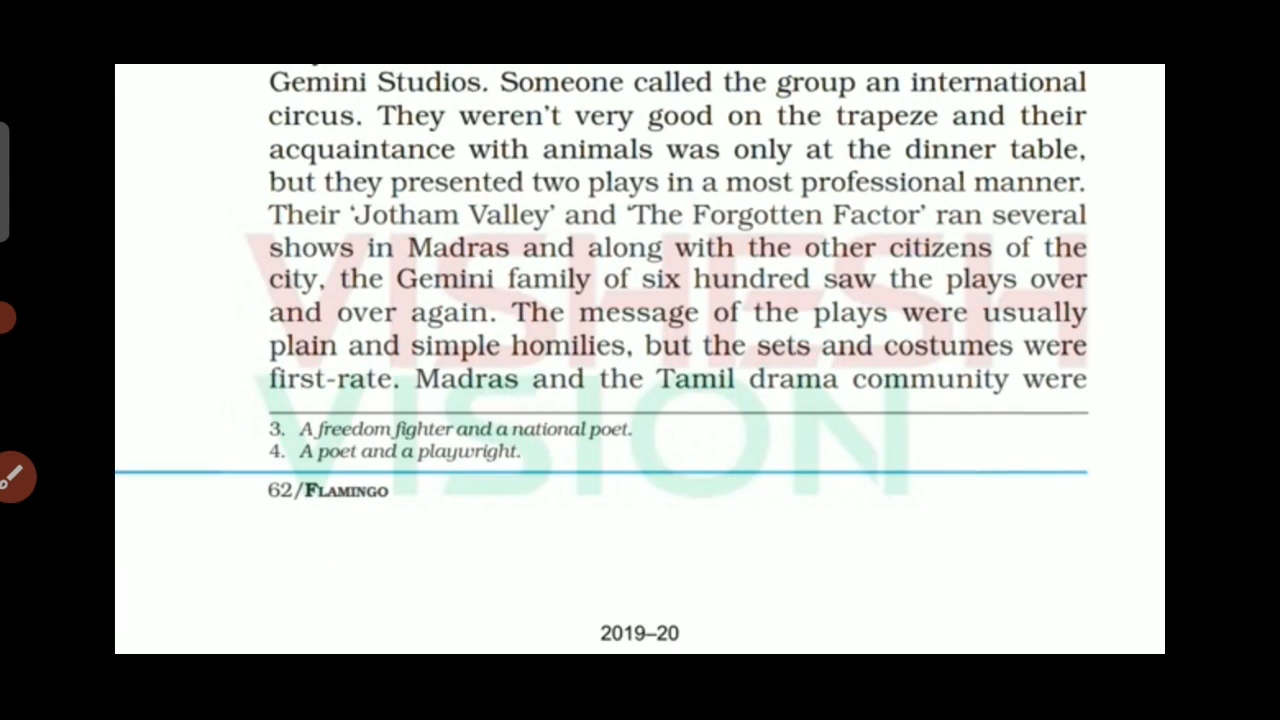 Gemini Studios. Someone called the group an international
circus. They weren't very good on the trapeze and their
acquaintance with animals was only at the dinner table,
but they presented two plays in a most professional manner.
Their ‘Jotham Valley’ and ‘The Forgotten Factor’ ran several
shows in Madras and along with the other citizens of the
city, the Gemini family of six hundred saw the plays over
and over again. The message of the plays were usually
plain and simple homilies, but the sets and costumes were
first-rate. Madras and the Tamil drama community were
VISHESH
VISION
3. A freedom fighter and a national poet.
4. A poet and a playwright.
62/FLAMINGO
2019–20